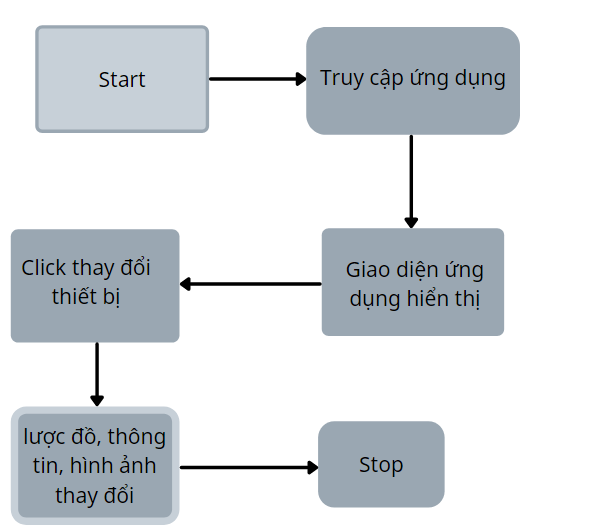 Start
Truy cập ứng dụng
Giao diện ứng
dụng hiển thị
Click thay đổi
thiết bị
lược đồ, thông
tin, hình ảnh
thay đổi
Stop